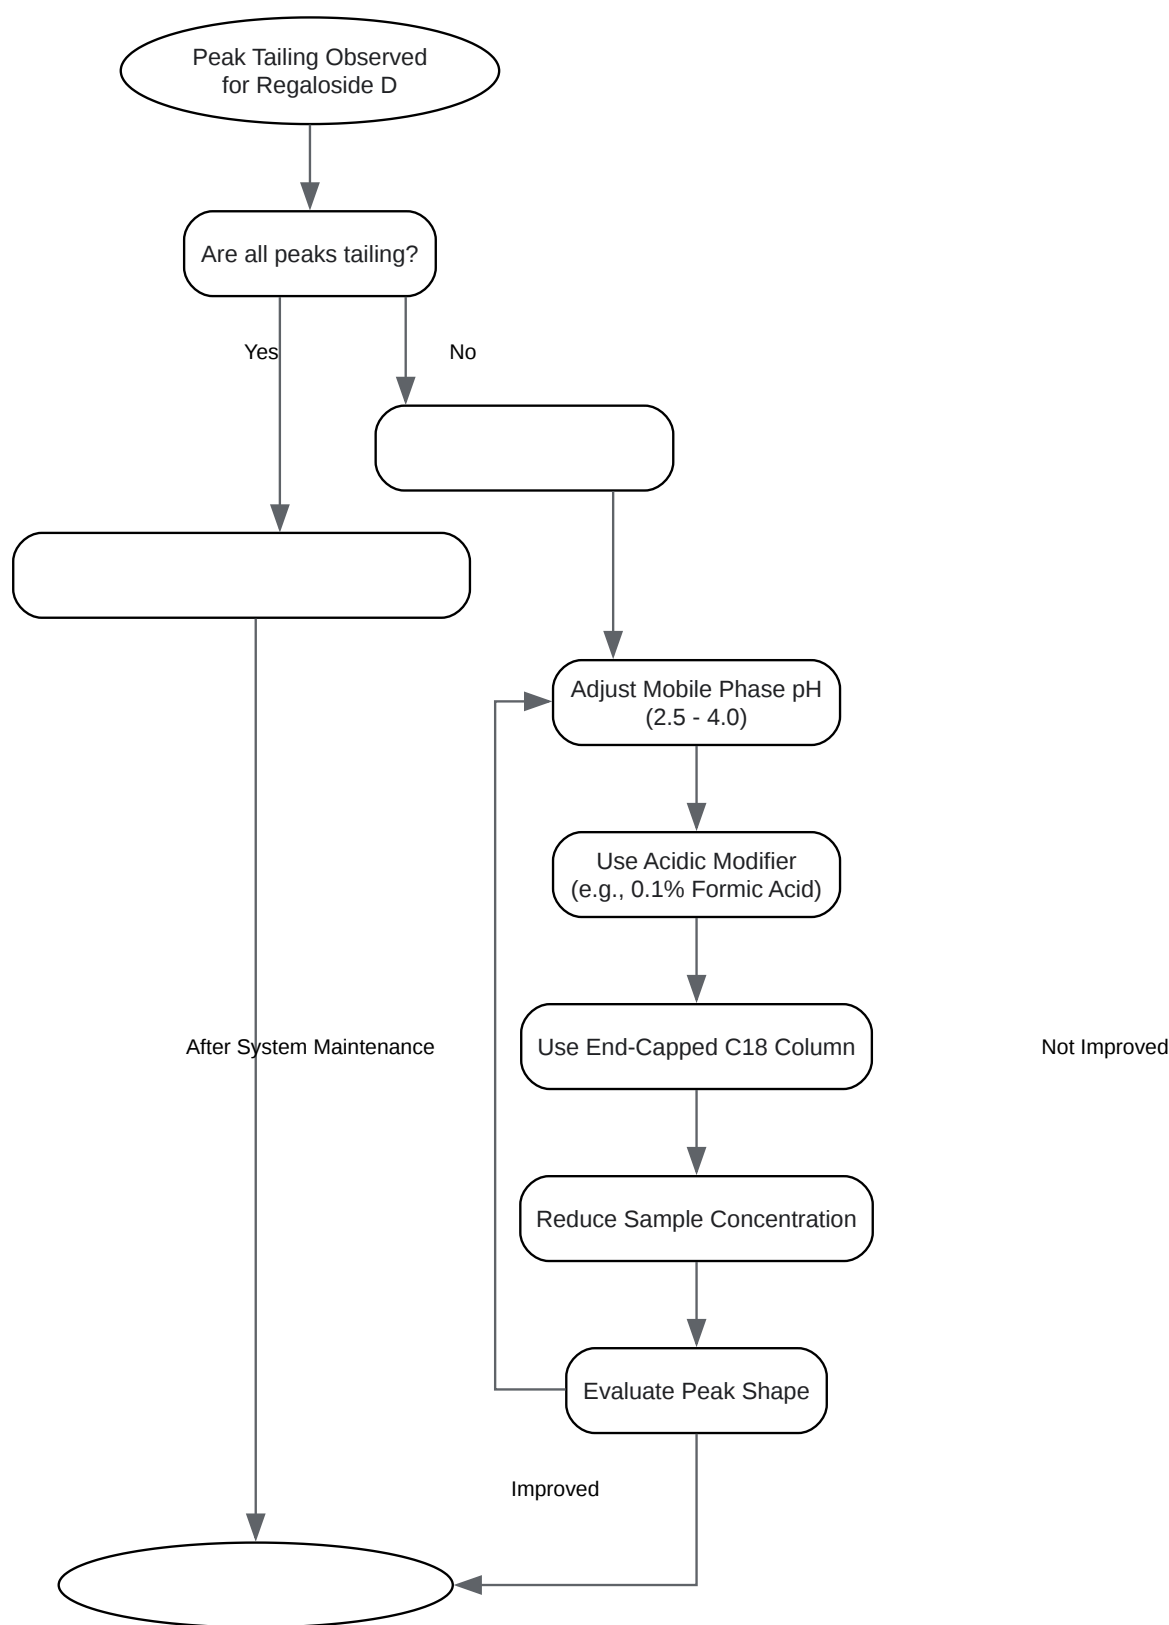 Peak Tailing Observed
for Regaloside D
Are all peaks tailing?
Yes
No
Adjust Mobile Phase pH
(2.5 - 4.0)
Use Acidic Modifier
(e.g., 0.1% Formic Acid)
After System Maintenance
Use End-Capped C18 Column
Not Improved
Reduce Sample Concentration
Evaluate Peak Shape
Improved